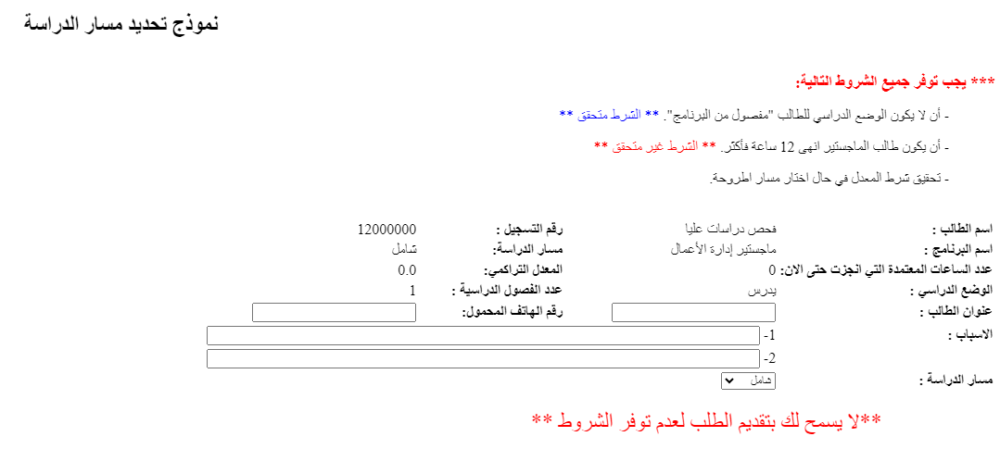 نموذج تحديد مسار الدراسة
*** يجب توفر جميع الشروط التالية:
- أن لا يكون الوضع الدراسي للطالب "مفصول من البرنامج". ** الشرط متحقق **
- أن يكون طالب الماجستير انهى 12 ساعة فأكثر. ** الشرط غير متحقق **
- تحقيق شرط المعدل في حال اختار مسار اطروحة.
اسم الطالب : فحص دراسات عليا رقم التسجيل : 12000000
اسم البرنامج : ماجستير إدارة الأعمال مسار الدراسة: شامل
عدد الساعات المعتمدة التي انجزت حتى الان: 0 المعدل التراكمي: 0.0
الوضع الدراسي : يدرس عدد الفصول الدراسية : 1
عنوان الطالب : رقم الهاتف المحمول:
الاسباب : 1-
2-
مسار الدراسة : شامل
**لا يسمح لك بتقديم الطلب لعدم توفر الشروط **